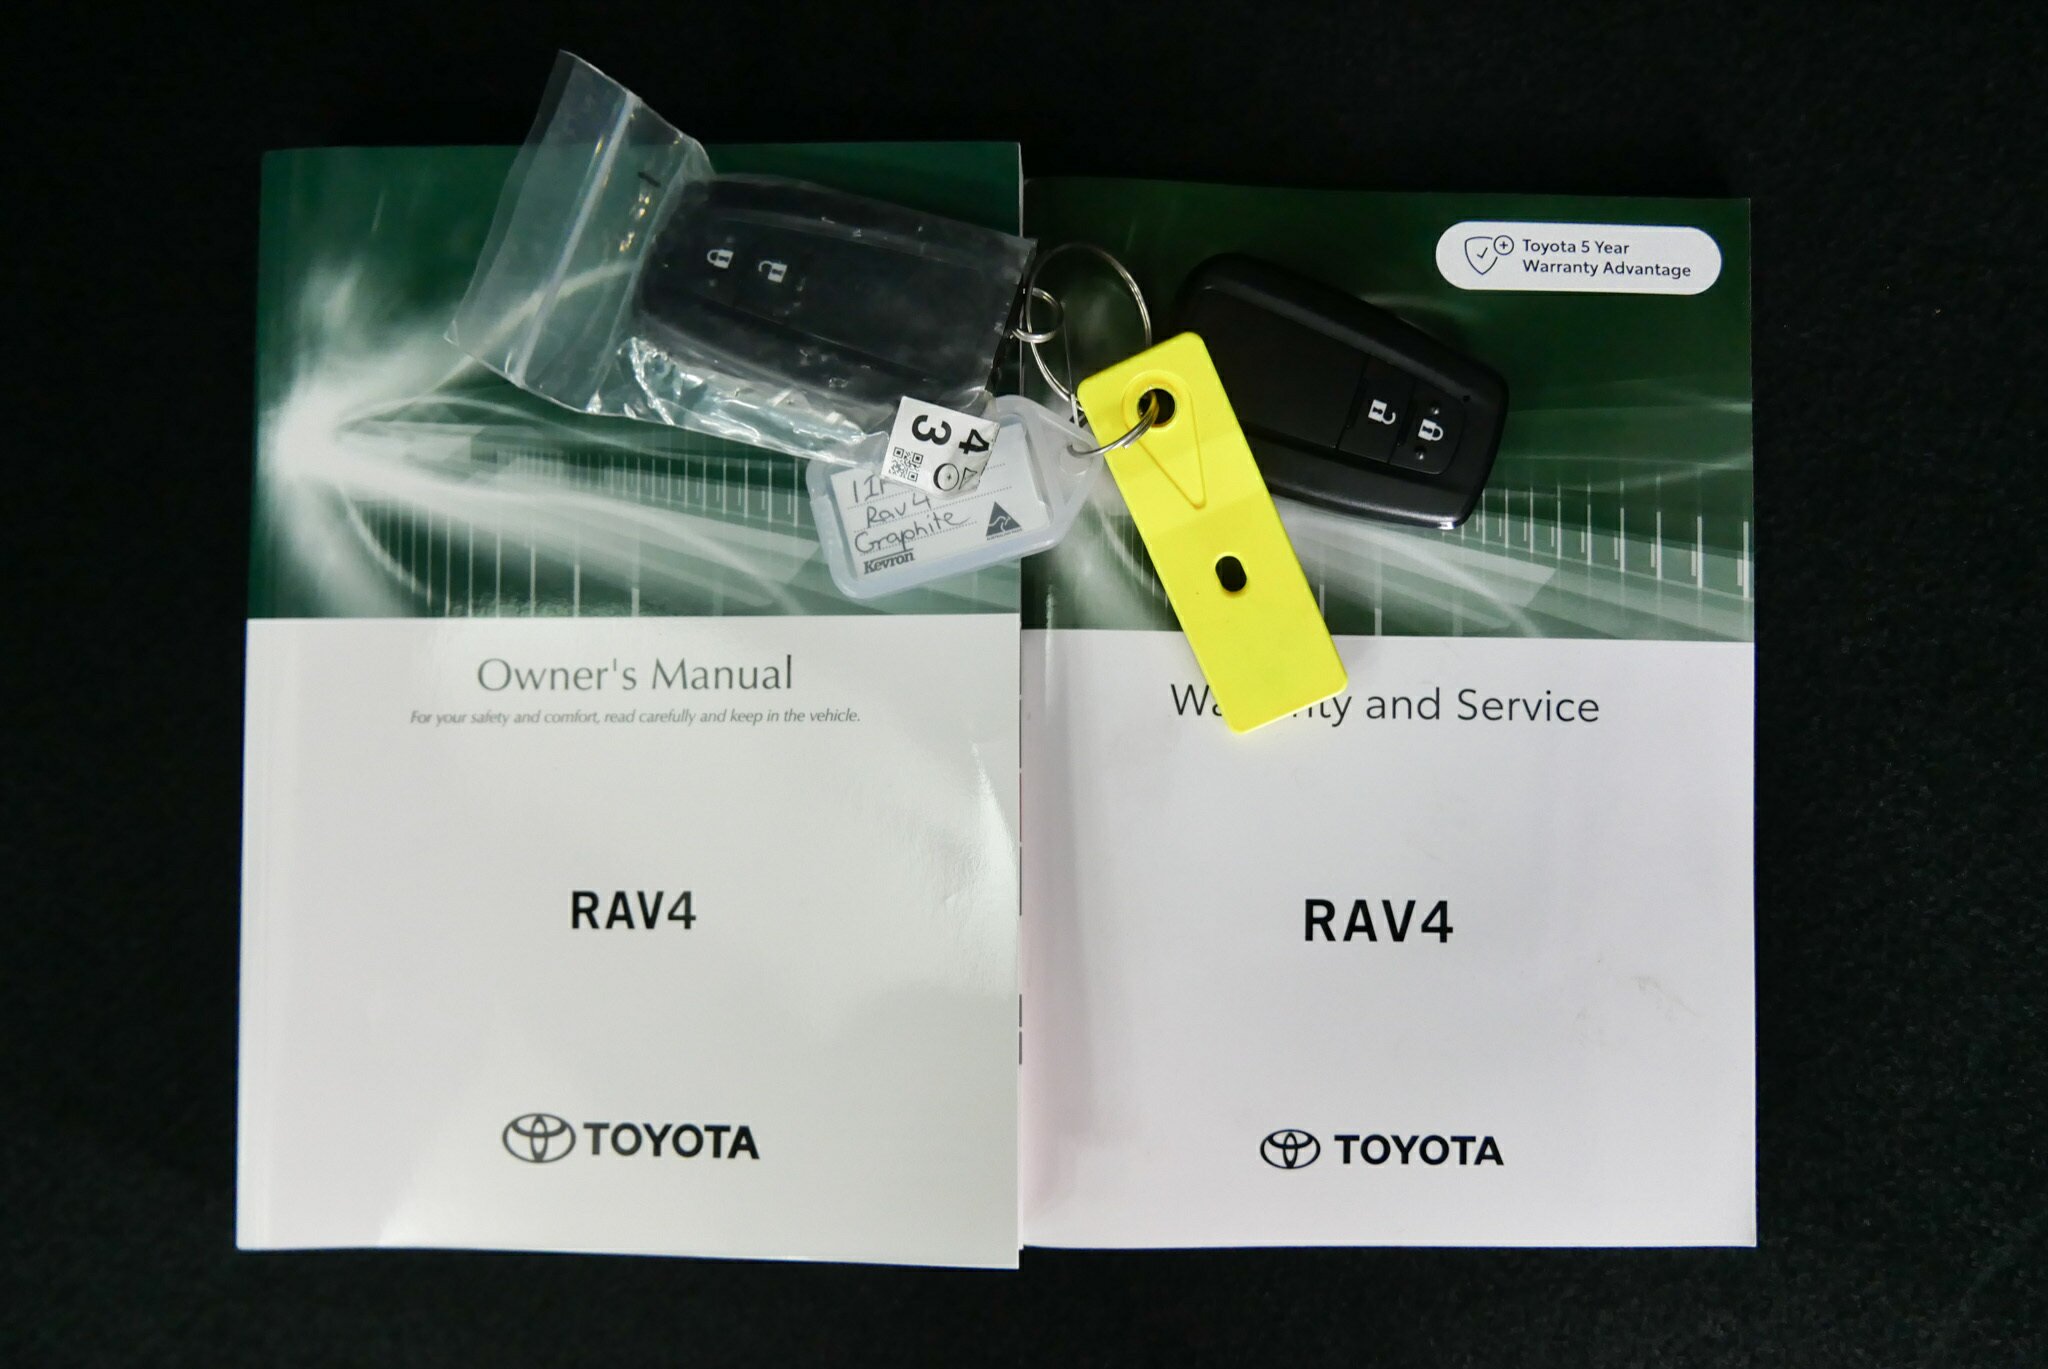 Toyota 5 Year
Warranty Advantage
43
Rav4
Graphite
Kevron
Owner's Manual
For your safety and comfort, read carefully and keep in the vehicle.
RAV4
TOYOTA
and Service
RAV4
TOYOTA